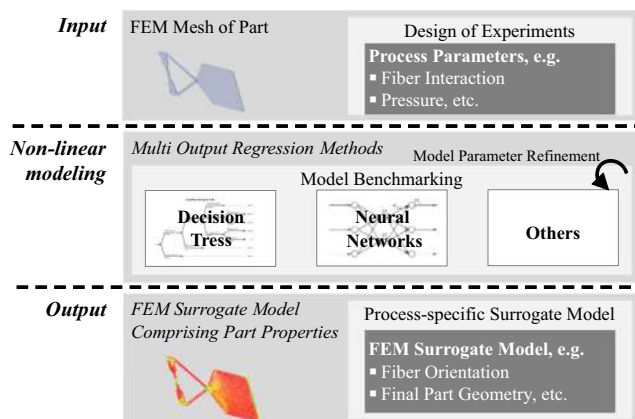 Input
FEM Mesh of Part
Design of Experiments
Process Parameters, e.g.
▪ Fiber Interaction
▪ Pressure, etc.
Non-linear
modeling
Multi Output Regression Methods
Model Parameter Refinement
Model Benchmarking
Decision
Tress
Neural
Networks
Others
Output
FEM Surrogate Model
Comprising Part Properties
Process-specific Surrogate Model
FEM Surrogate Model, e.g.
▪ Fiber Orientation
▪ Final Part Geometry, etc.